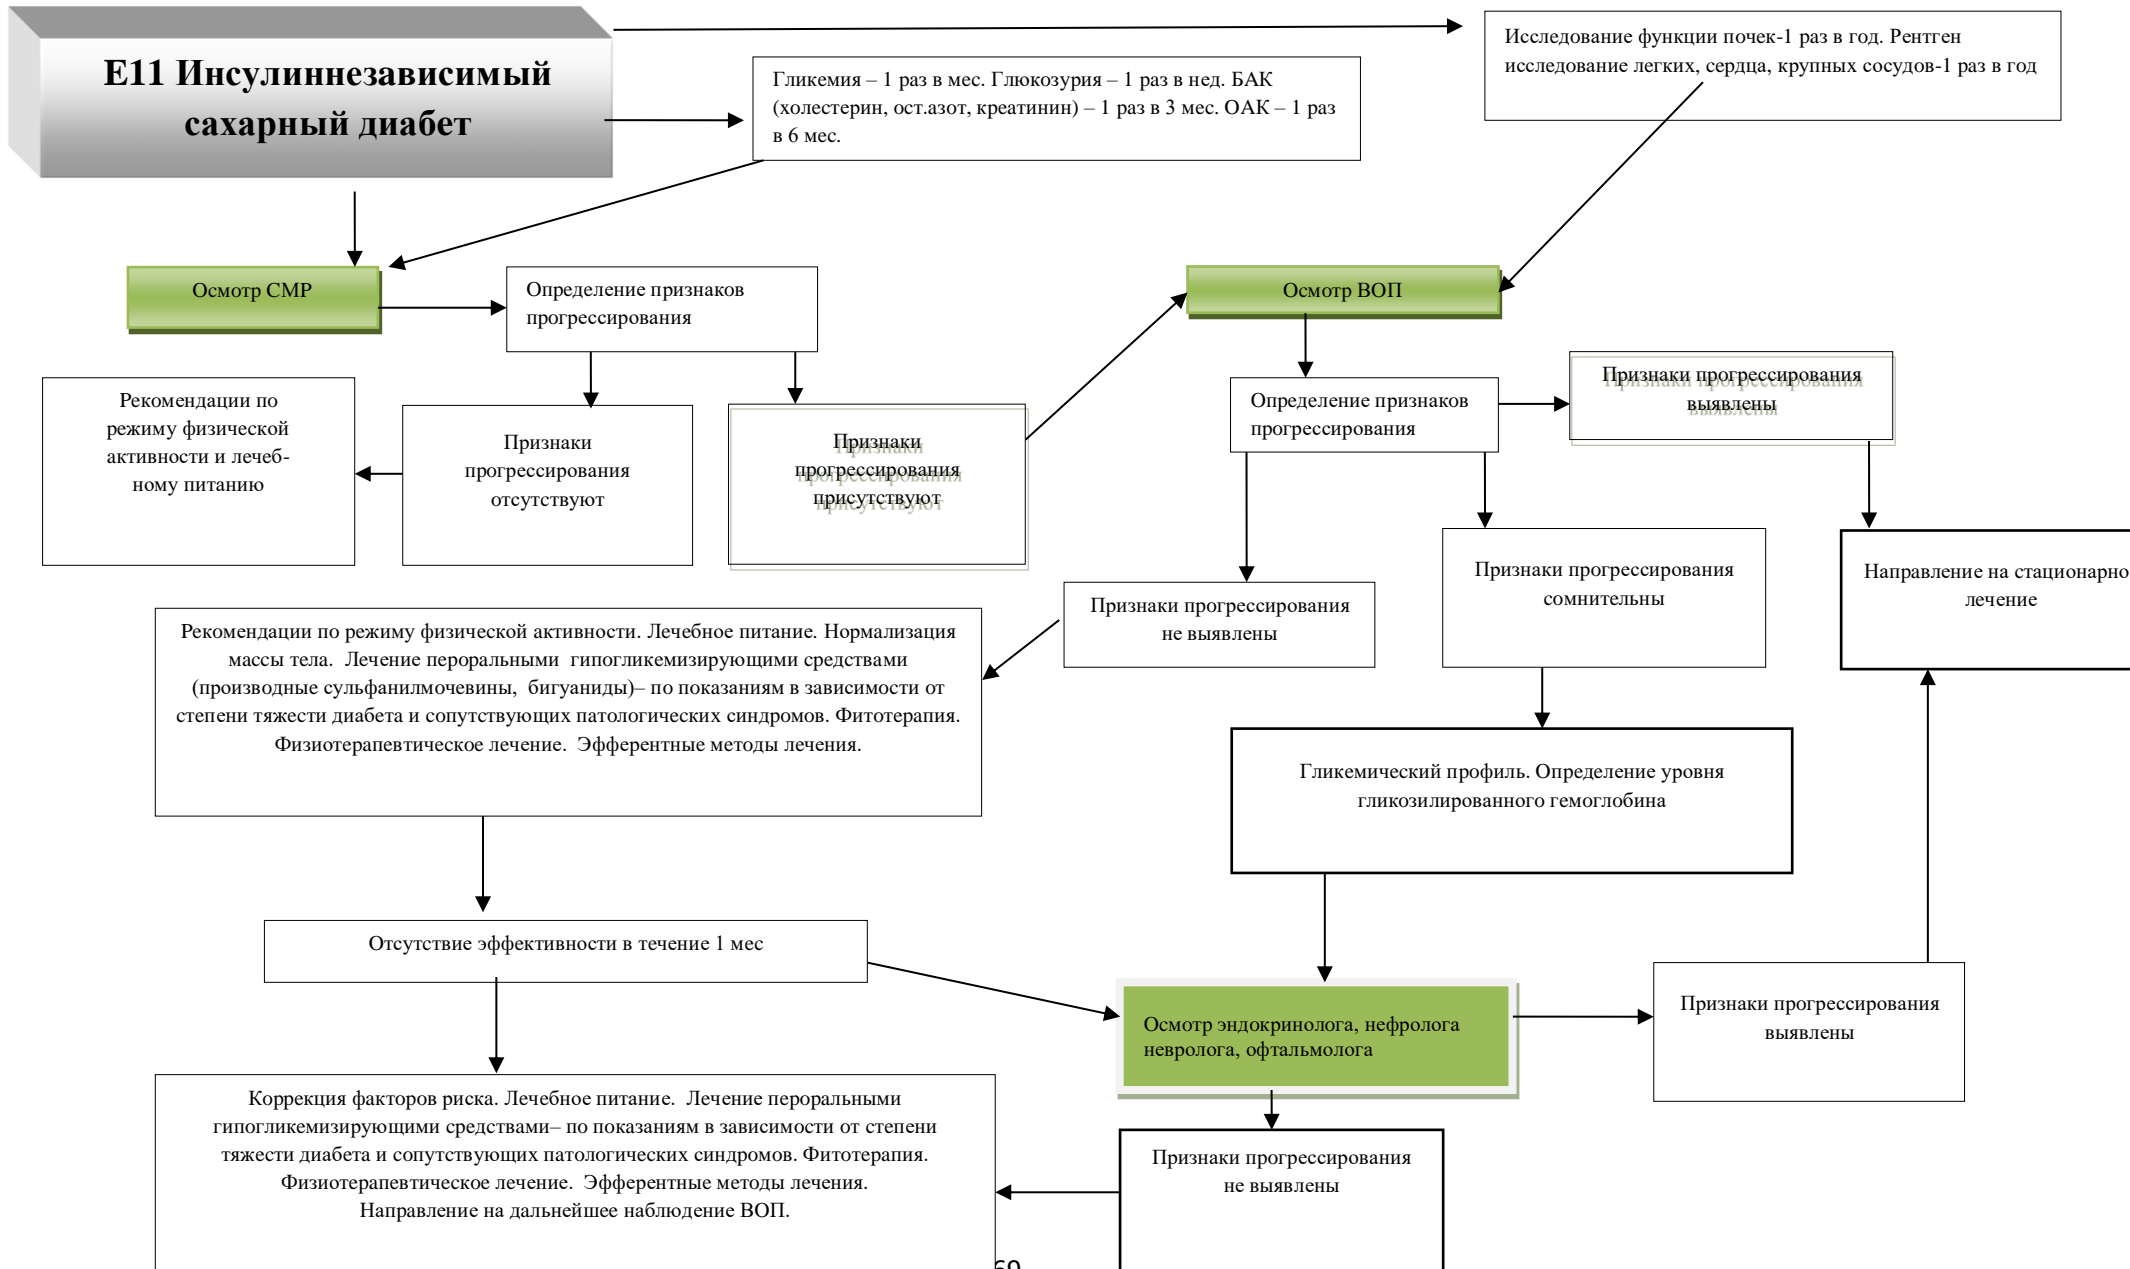 E11 Инсулиннезависимый
сахарный диабет
Гликемия – 1 раз в мес. Глюкозурия – 1 раз в нед. БАК
(холестерин, ост.азот, креатинин) – 1 раз в 3 мес. ОАК – 1 раз
в 6 мес.
Исследование функции почек-1 раз в год. Рентген
исследование легких, сердца, крупных сосудов-1 раз в год
Осмотр СМР
Определение признаков
прогрессирования
Осмотр ВОП
Рекомендации по
режиму физической
активности и лечеб-
ному питанию
Признаки
прогрессирования
отсутствуют
Признаки
прогрессирования
присутствуют
Определение признаков
прогрессирования
Признаки прогрессирования
выявлены
Признаки прогрессирования
не выявлены
Признаки прогрессирования
сомнительны
Направление на стационарно
лечение
Рекомендации по режиму физической активности. Лечебное питание. Нормализация
массы тела.  Лечение пероральными  гипогликемизирующими средствами
(производные сульфанилмочевины,  бигуаниды)– по показаниям в зависимости от
степени тяжести диабета и сопутствующих патологических синдромов. Фитотерапия.
Физиотерапевтическое лечение.  Эфферентные методы лечения.
Гликемический профиль. Определение уровня
гликозилированного гемоглобина
Отсутствие эффективности в течение 1 мес
Осмотр эндокринолога, нефролога
невролога, офтальмолога
Признаки прогрессирования
выявлены
Коррекция факторов риска. Лечебное питание.  Лечение пероральными
гипогликемизирующими средствами– по показаниям в зависимости от степени
тяжести диабета и сопутствующих патологических синдромов. Фитотерапия.
Физиотерапевтическое лечение.  Эфферентные методы лечения.
Направление на дальнейшее наблюдение ВОП.
Признаки прогрессирования
не выявлены
69